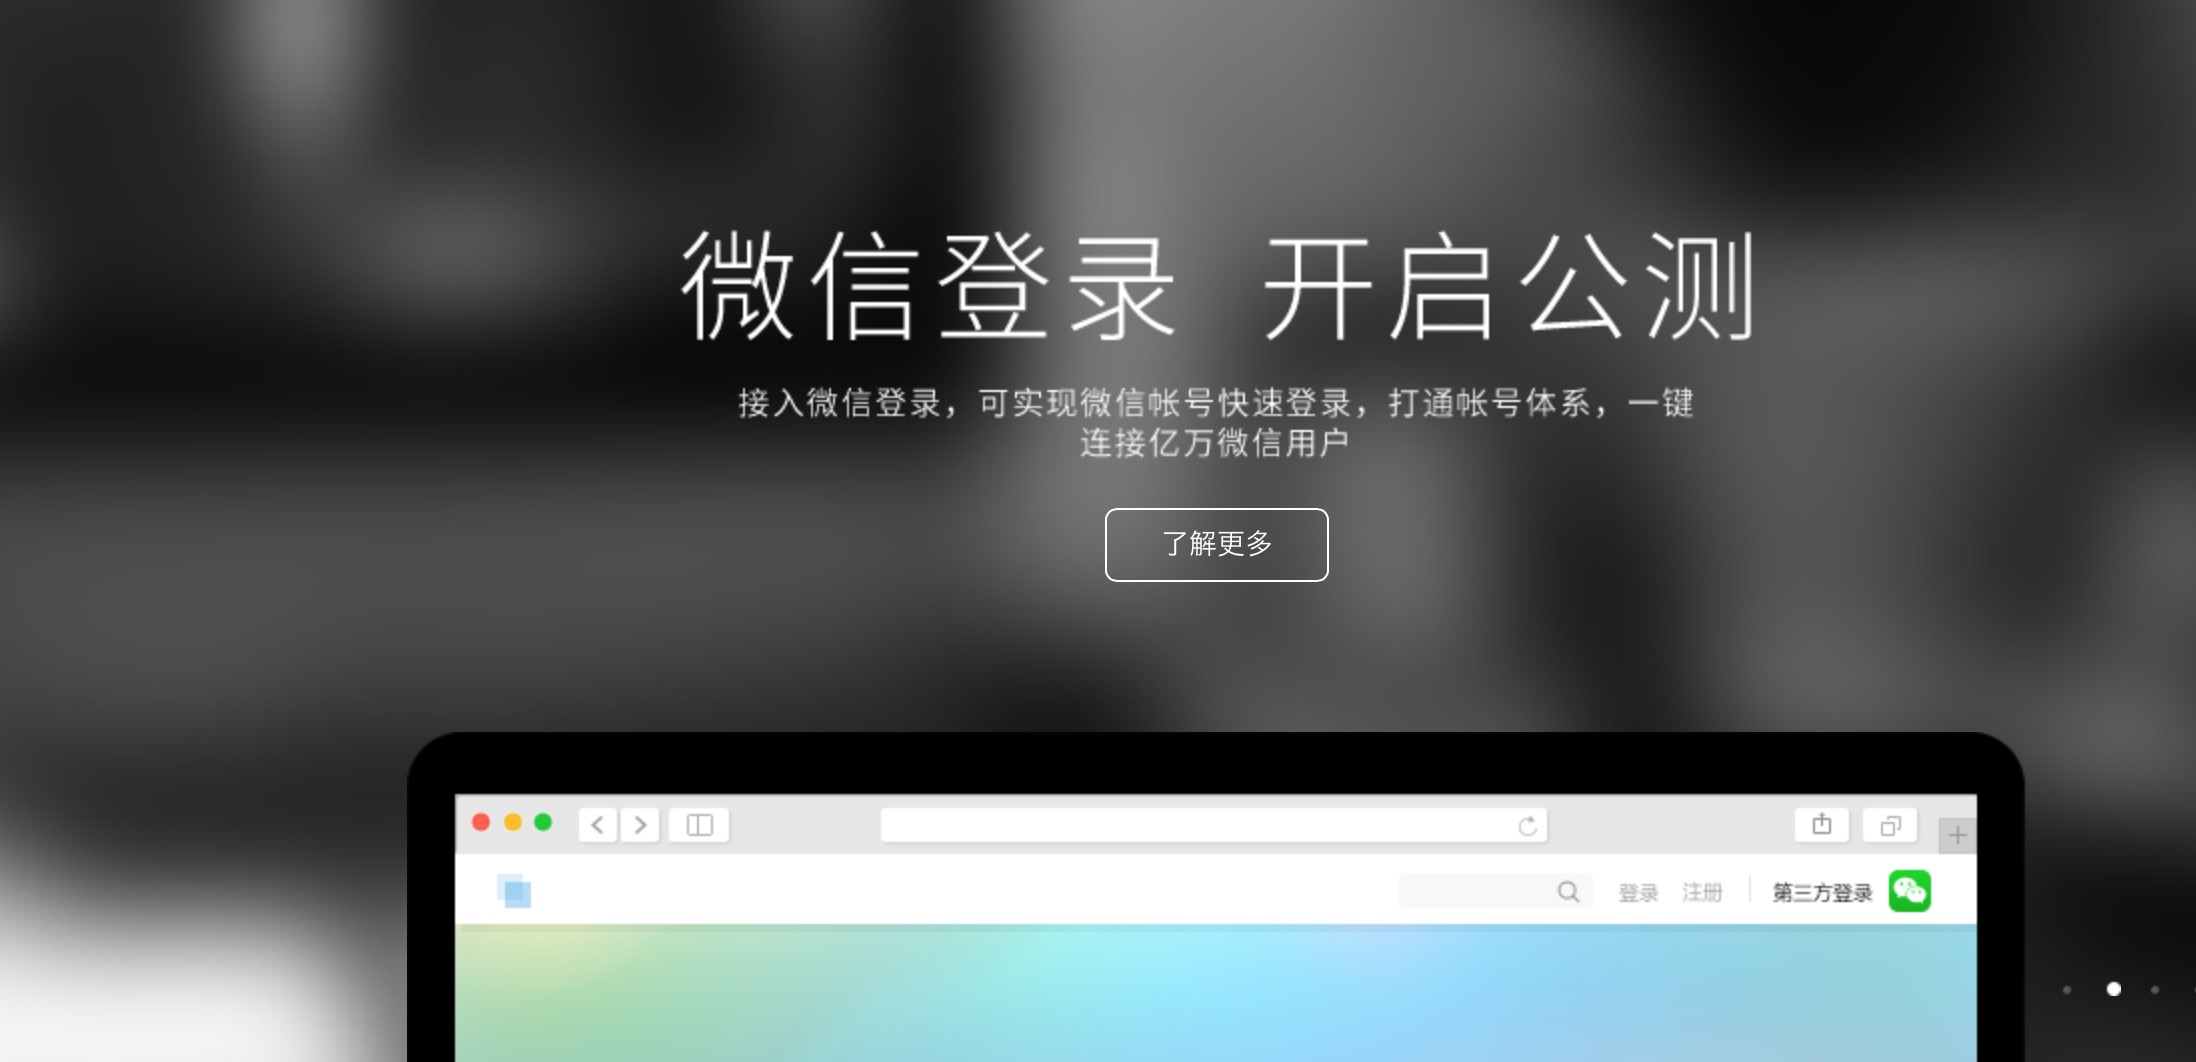 微信登录 开启公测
接入微信登录，可实现微信帐号快速登录，打通帐号体系，一键
连接亿万微信用户
了解更多
登录 注册 第三方登录